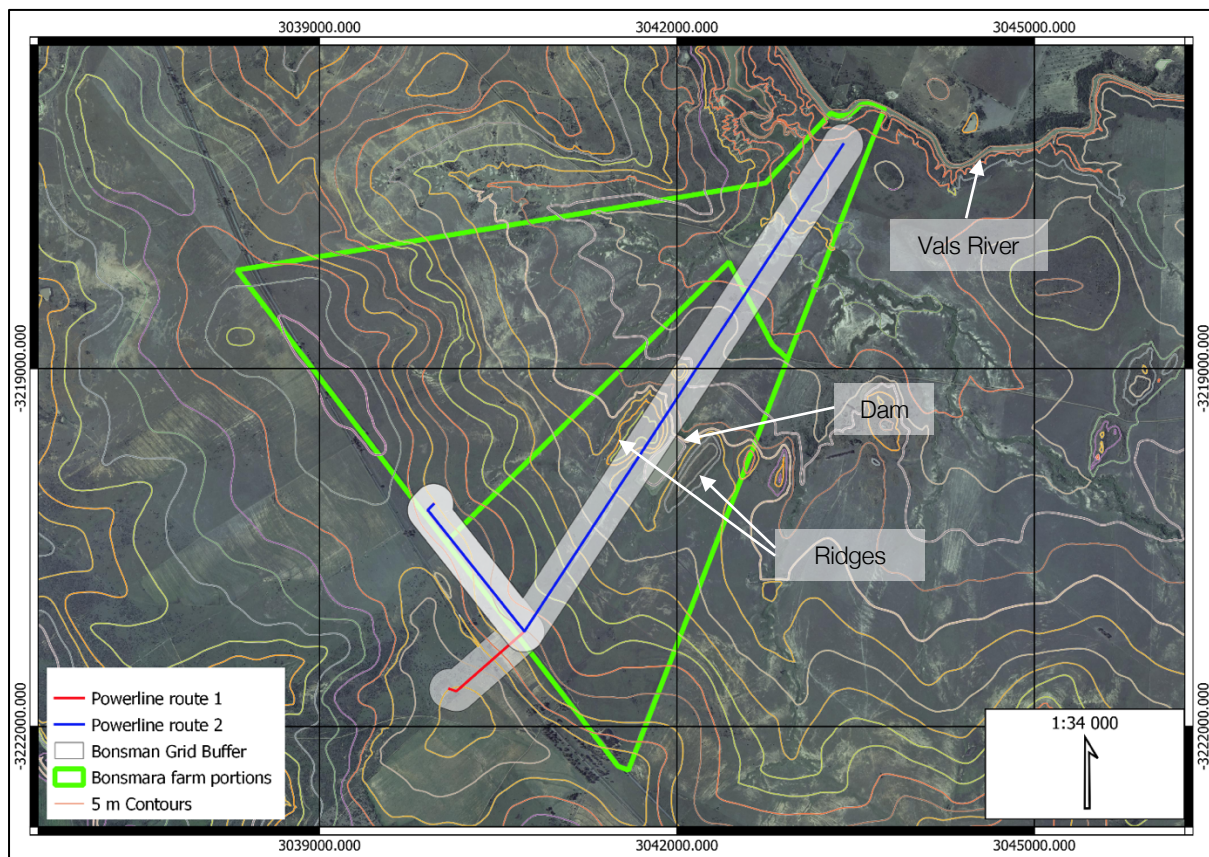 3039000.000 3042000.000 3045000.000
-3219000.000 -3219000.000
Vals River
Dam
Ridges
-3222000.000 -3222000.000
Powerline route 1
Powerline route 2
Bonsman Grid Buffer
Bonsmara farm portions
5 m Contours
1:34 000
3039000.000 3042000.000 3045000.000